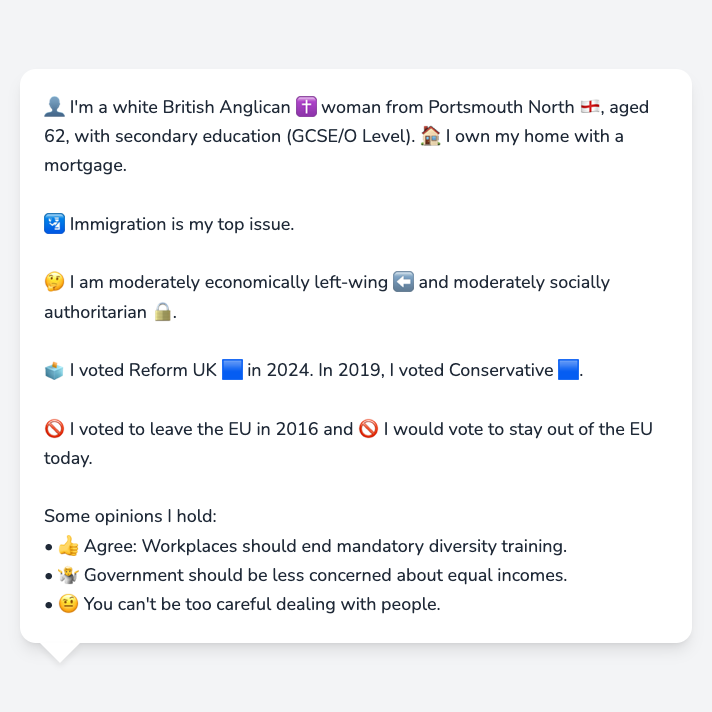 👤 I'm a white British Anglican ✝️ woman from Portsmouth North 🏴󠁧󠁢󠁥󠁮󠁧󠁿, aged
62, with secondary education (GCSE/O Level). 🏠 I own my home with a
mortgage.
🛂 Immigration is my top issue.
🤔 I am moderately economically left-wing ⬅️ and moderately socially
authoritarian 🔒.
🗳️ I voted Reform UK 🟦 in 2024. In 2019, I voted Conservative 🟦.
🚫 I voted to leave the EU in 2016 and 🚫 I would vote to stay out of the EU
today.
Some opinions I hold:
• 👍 Agree: Workplaces should end mandatory diversity training.
• 🤷 Government should be less concerned about equal incomes.
• 🤨 You can't be too careful dealing with people.